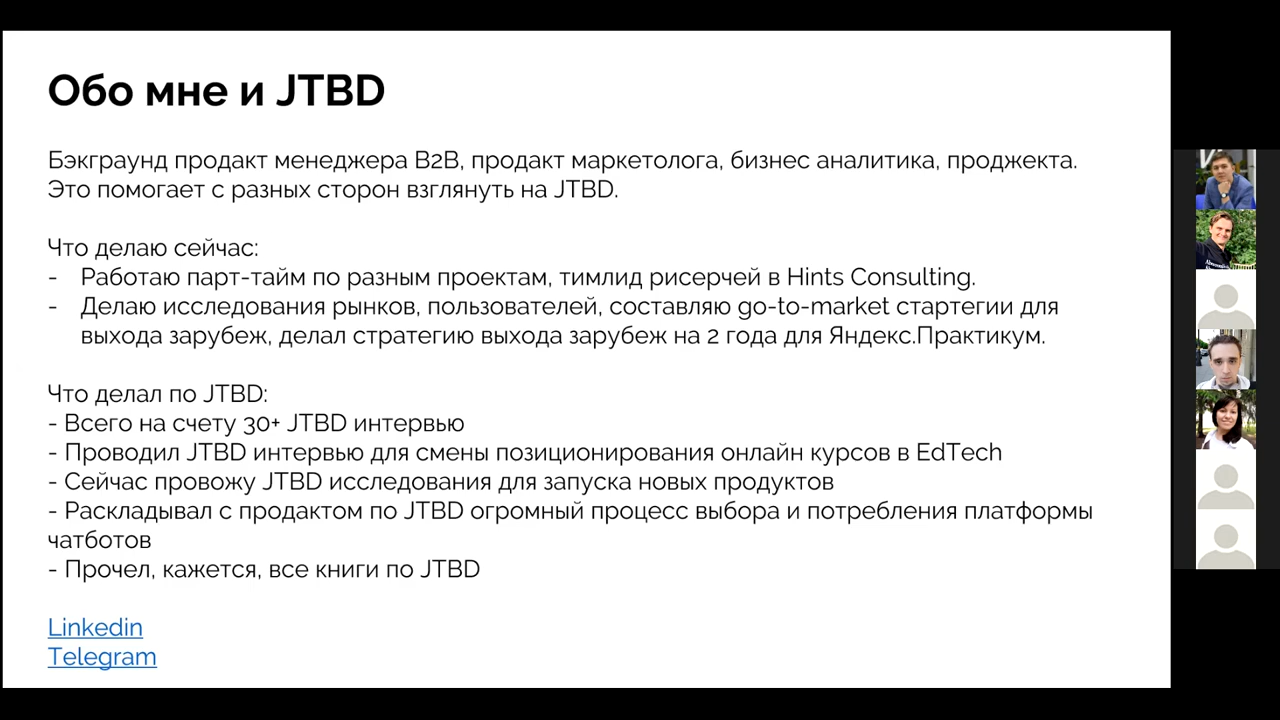 Обо мне и JTBD
Бэкграунд продакт менеджера B2B, продакт маркетолога, бизнес аналитика, проджекта.
Это помогает с разных сторон взглянуть на JTBD.
Что делаю сейчас:
- Работаю парт-тайм по разным проектам, тимлид рисерчей в Hints Consulting.
- Делаю исследования рынков, пользователей, составляю go-to-market стартегии для
выхода зарубеж, делал стратегию выхода зарубеж на 2 года для Яндекс.Практикум.
Что делал по JTBD:
- Всего на счету 30+ JTBD интервью
- Проводил JTBD интервью для смены позиционирования онлайн курсов в EdTech
- Сейчас провожу JTBD исследования для запуска новых продуктов
- Раскладывал с продактом по JTBD огромный процесс выбора и потребления платформы
чатботов
- Прочел, кажется, все книги по JTBD
Linkedin
Telegram